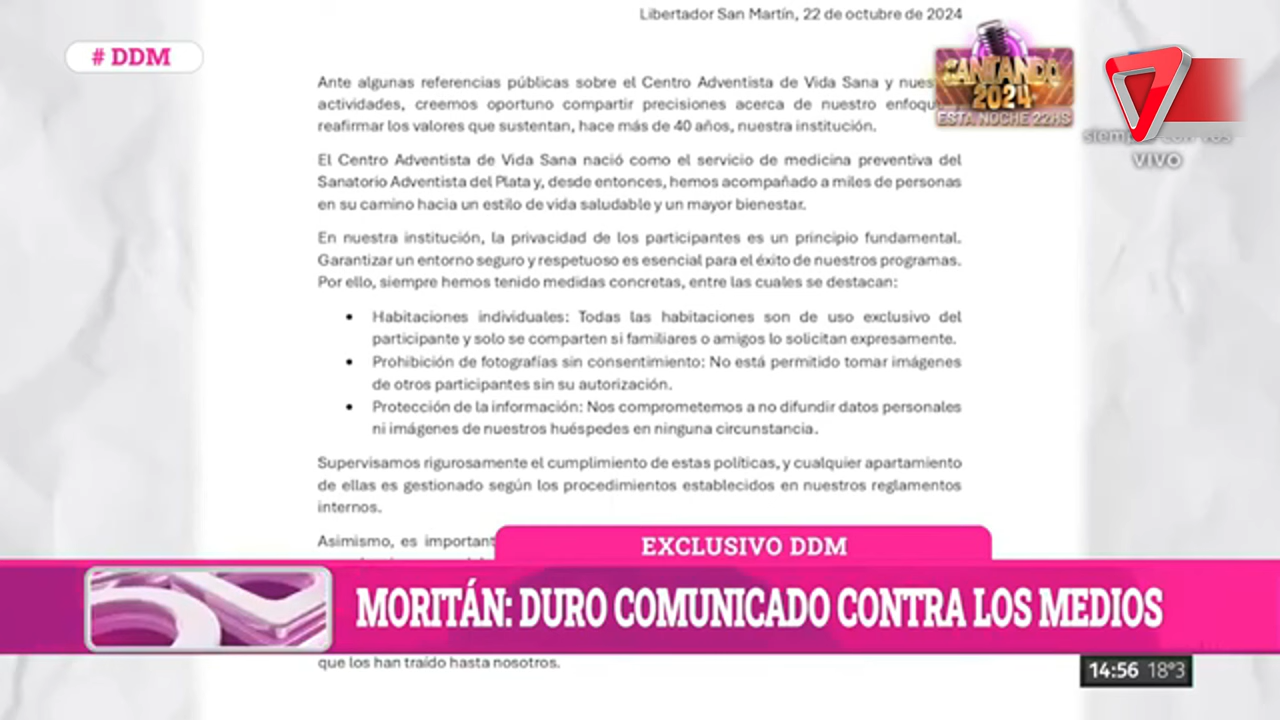 Libertador San Martín, 22 de octubre de 2024
# DDM
CANTANDO
2024
ESTA NOCHE 22HS
siempre con vos
VIVO
Ante algunas referencias públicas sobre el Centro Adventista de Vida Sana y
actividades, creemos oportuno compartir precisiones acerca de nuestro
reafirmar los valores que sustentan, hace más de 40 años, nuestra institución.
El Centro Adventista de Vida Sana nació como el servicio de medicina preventiva del
Sanatorio Adventista del Plata y, desde entonces, hemos acompañado a miles de personas
en su camino hacia un estilo de vida saludable y un mayor bienestar.
En nuestra institución, la privacidad de los participantes es un principio fundamental.
Garantizar un entorno seguro y respetuoso es esencial para el éxito de nuestros programas.
Por ello, siempre hemos tenido medidas concretas, entre las cuales se destacan:
• Habitaciones individuales: Todas las habitaciones son de uso exclusivo del
participante y solo se comparten si familiares o amigos lo solicitan expresamente.
• Prohibición de fotografías sin consentimiento: No está permitido tomar imágenes
de otros participantes sin su autorización.
• Protección de la información: Nos comprometemos a no difundir datos personales
ni imágenes de nuestros huéspedes en ninguna circunstancia.
Supervisamos rigurosamente el cumplimiento de estas políticas, y cualquier apartamiento
de ellas es gestionado según los procedimientos establecidos en nuestros reglamentos
internos.
Asimismo, es important
EXCLUSIVO DDM
MORITÁN: DURO COMUNICADO CONTRA LOS MEDIOS
que los han traído hasta nosotros.
14:56 18°3